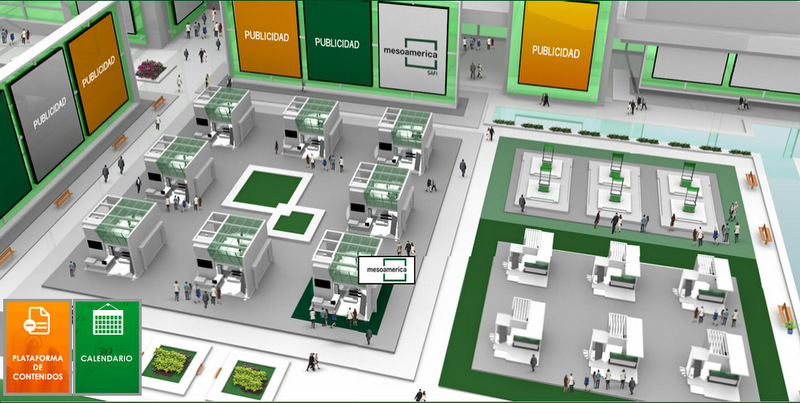 PUBLICIDAD
PUBLICIDAD
mesoamerica
SAFI
PUBLICIDAD
PUBLICIDAD
PUBLICIDAD
mesoamerica
PLATAFORMA
DE
CONTENIDOS
CALENDARIO